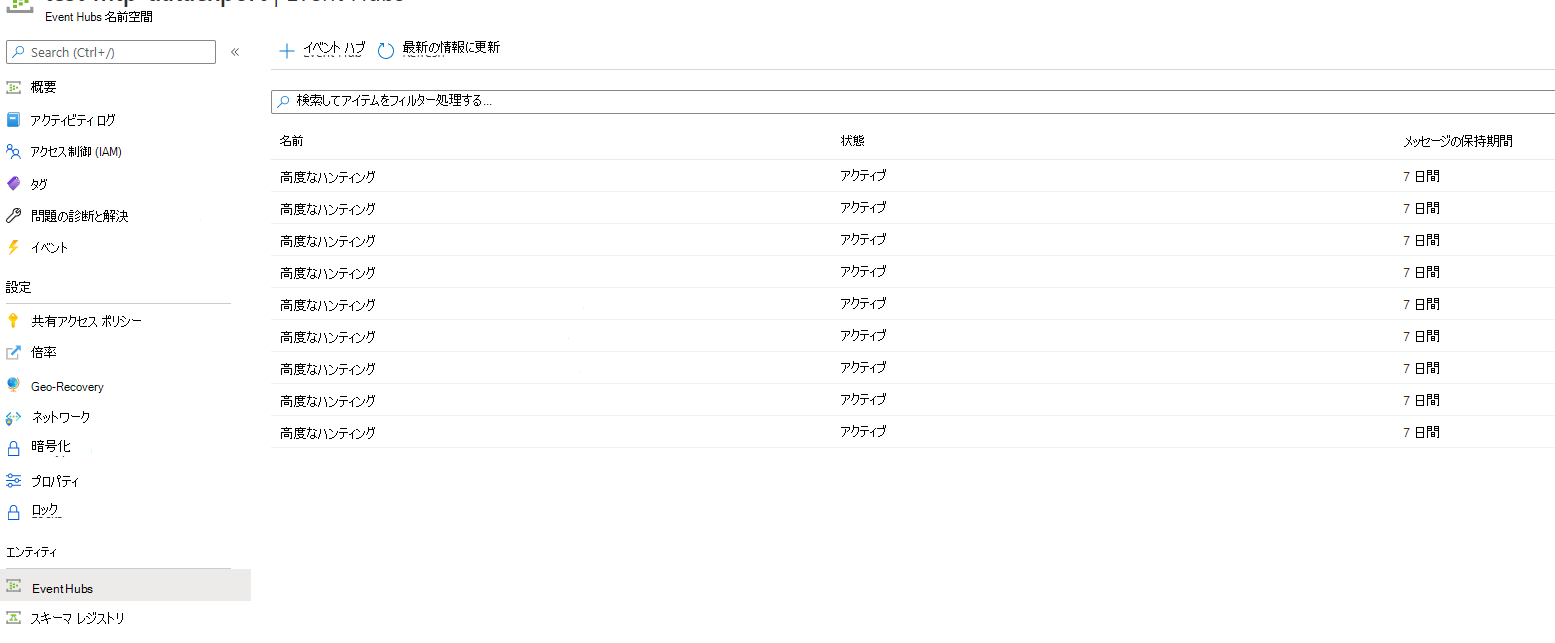 Event Hubs 名前空間
Search (Ctrl+/)
概要
アクティビティ ログ
アクセス制御 (IAM)
タグ
問題の診断と解決
イベント
設定
共有アクセス ポリシー
倍率
Geo-Recovery
ネットワーク
暗号化
プロパティ
ロック
エンティティ
Event Hubs
スキーマ レジストリ
イベント ハブ 最新の情報に更新
検索してアイテムをフィルター処理する...
名前 状態 メッセージの保持期間
高度なハンティング アクティブ 7 日間
高度なハンティング アクティブ 7 日間
高度なハンティング アクティブ 7 日間
高度なハンティング アクティブ 7 日間
高度なハンティング アクティブ 7 日間
高度なハンティング アクティブ 7 日間
高度なハンティング アクティブ 7 日間
高度なハンティング アクティブ 7 日間
高度なハンティング アクティブ 7 日間